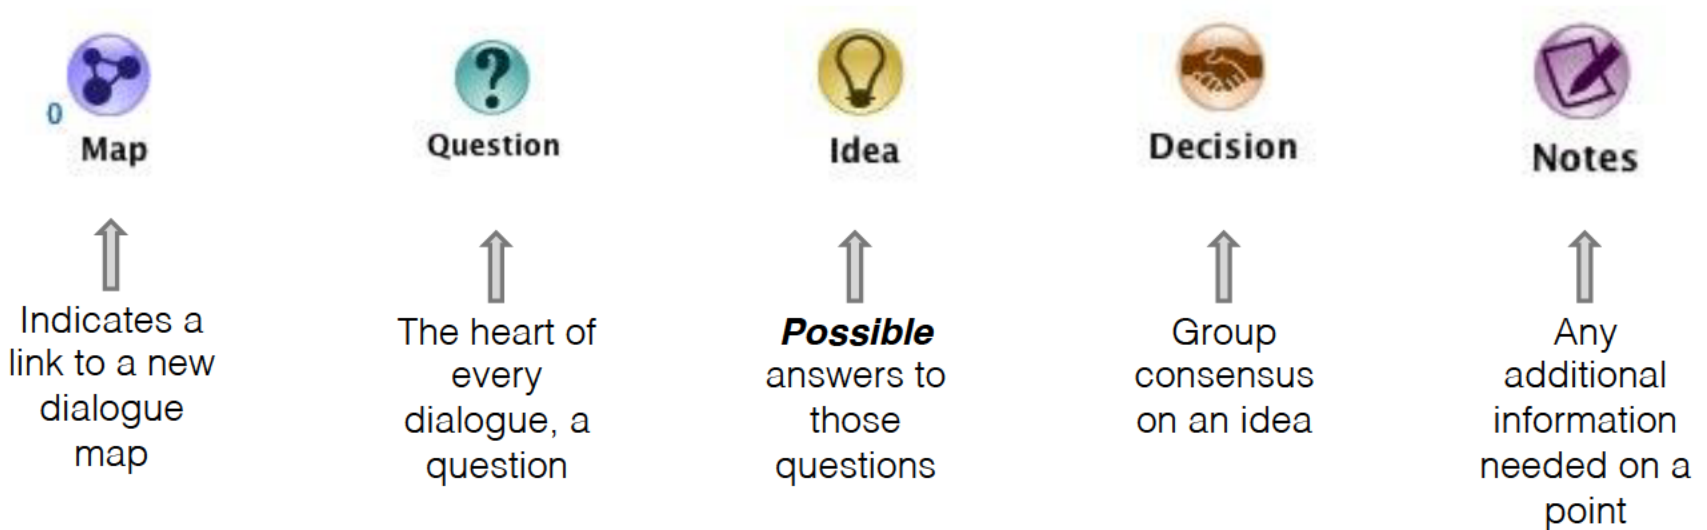 0
Map
Question
Idea
Decision
Notes
Indicates a
link to a new
dialogue
map
The heart of
every
dialogue, a
question
Possible
answers to
those
questions
Group
consensus
on an idea
Any
additional
information
needed on a
point